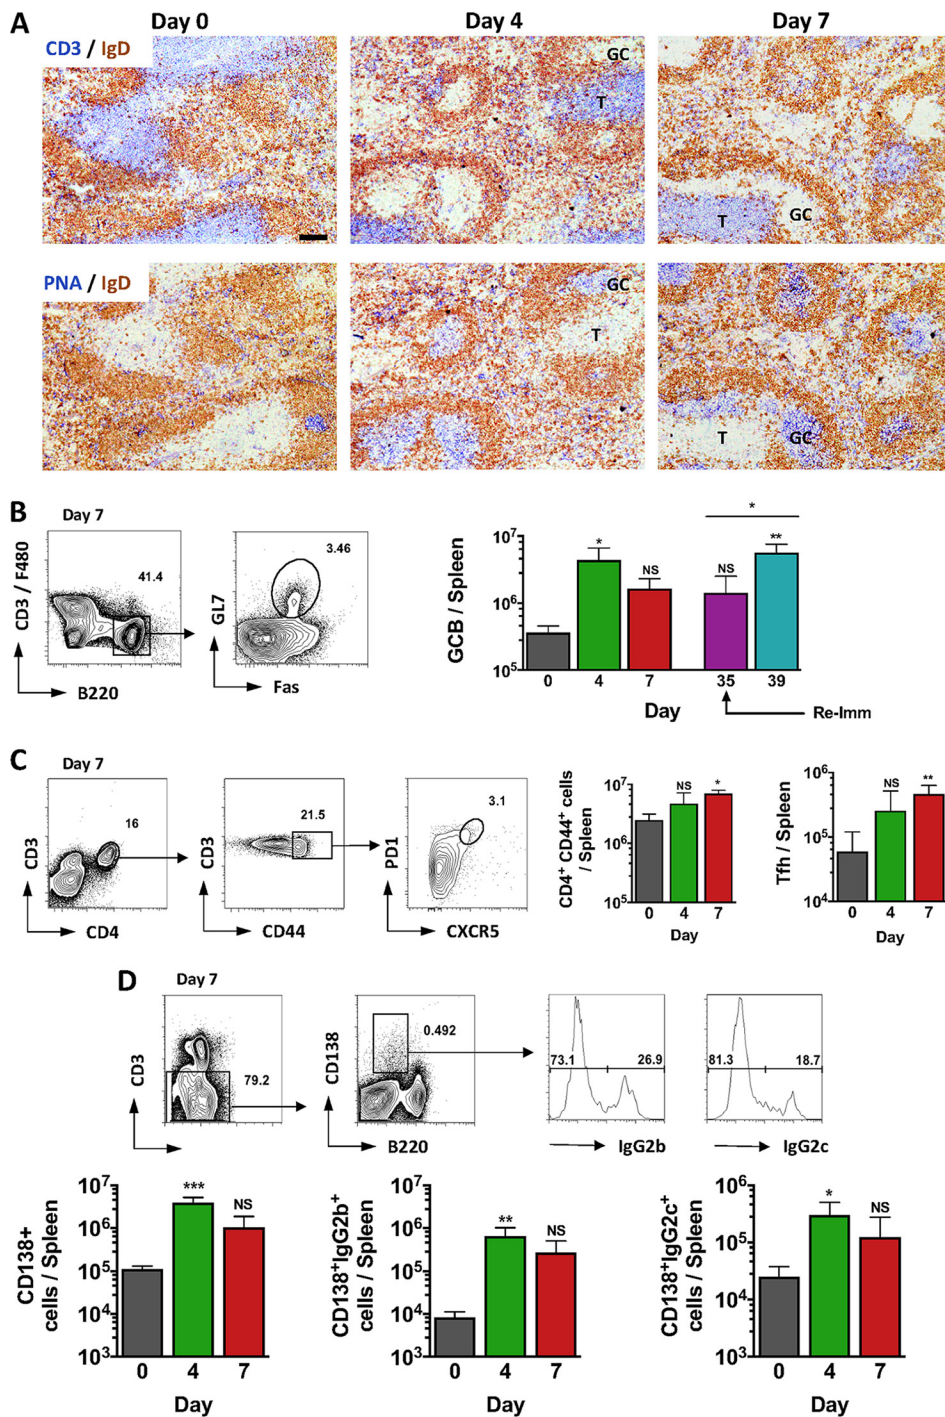 A
Day 0
Day 4
Day 7
CD3 / IgD
GC
T
T
GC
PNA / IgD
GC
T
T
GC
B
Day 7
CD3 / F480
41.4
B220
GL7
3.46
Fas
GCB / Spleen
10⁷
10⁶
10⁵
*
NS
NS
**
*
0 4 7 35 39
Day
Re-Imm
C
Day 7
CD3
16
CD4
CD3
21.5
CD44
PD1
3.1
CXCR5
CD4⁺ CD44⁺ cells
/ Spleen
10⁷
10⁶
10⁵
NS
*
0 4 7
Day
Tfh / Spleen
10⁶
10⁵
10⁴
NS
**
0 4 7
Day
D
Day 7
CD3
79.2
CD138
0.492
B220
73.1 26.9
IgG2b
81.3 18.7
IgG2c
CD138+
cells / Spleen
10⁷
10⁶
10⁵
10⁴
10³
***
NS
0 4 7
Day
CD138⁺IgG2b⁺
cells / Spleen
10⁷
10⁶
10⁵
10⁴
10³
**
NS
0 4 7
Day
CD138⁺IgG2c⁺
cells / Spleen
10⁶
10⁵
10⁴
10³
*
NS
0 4 7
Day